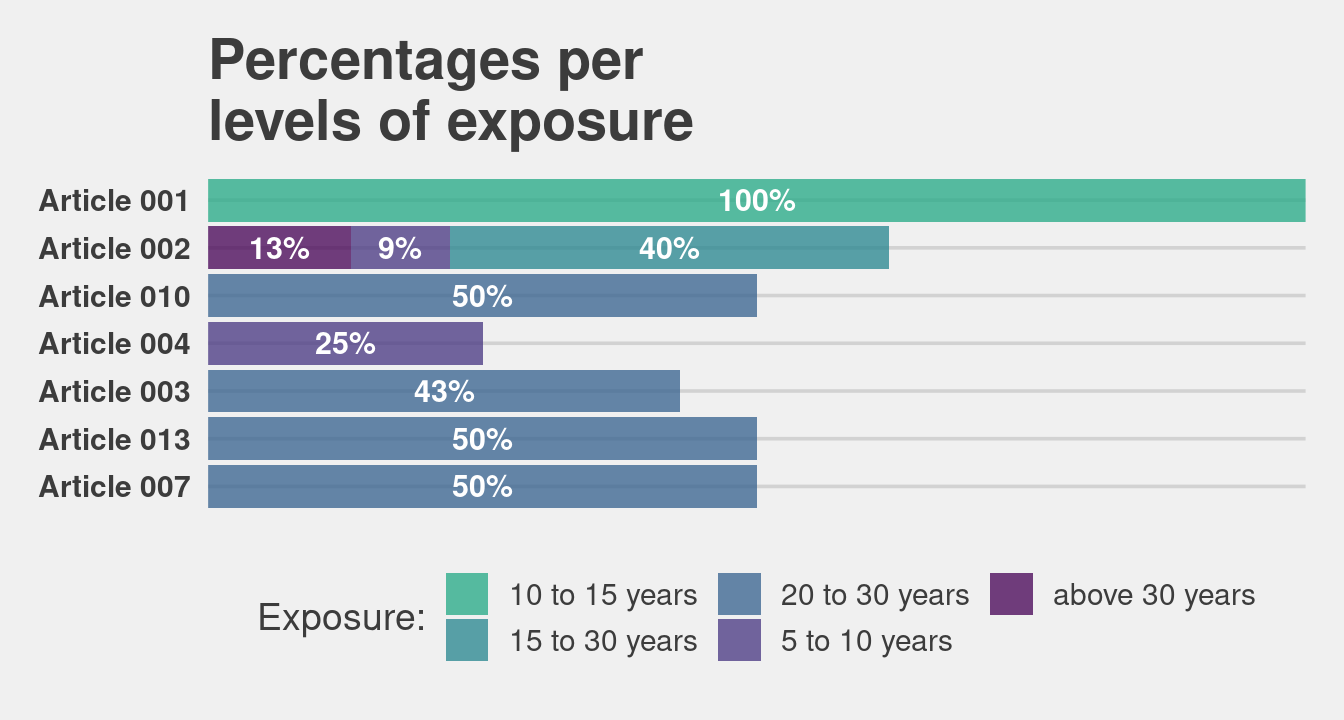 Percentages per
levels of exposure
Article 001 100%
Article 002 13% 9% 40%
Article 010 50%
Article 004 25%
Article 003 43%
Article 013 50%
Article 007 50%
Exposure:
10 to 15 years 20 to 30 years above 30 years
15 to 30 years 5 to 10 years